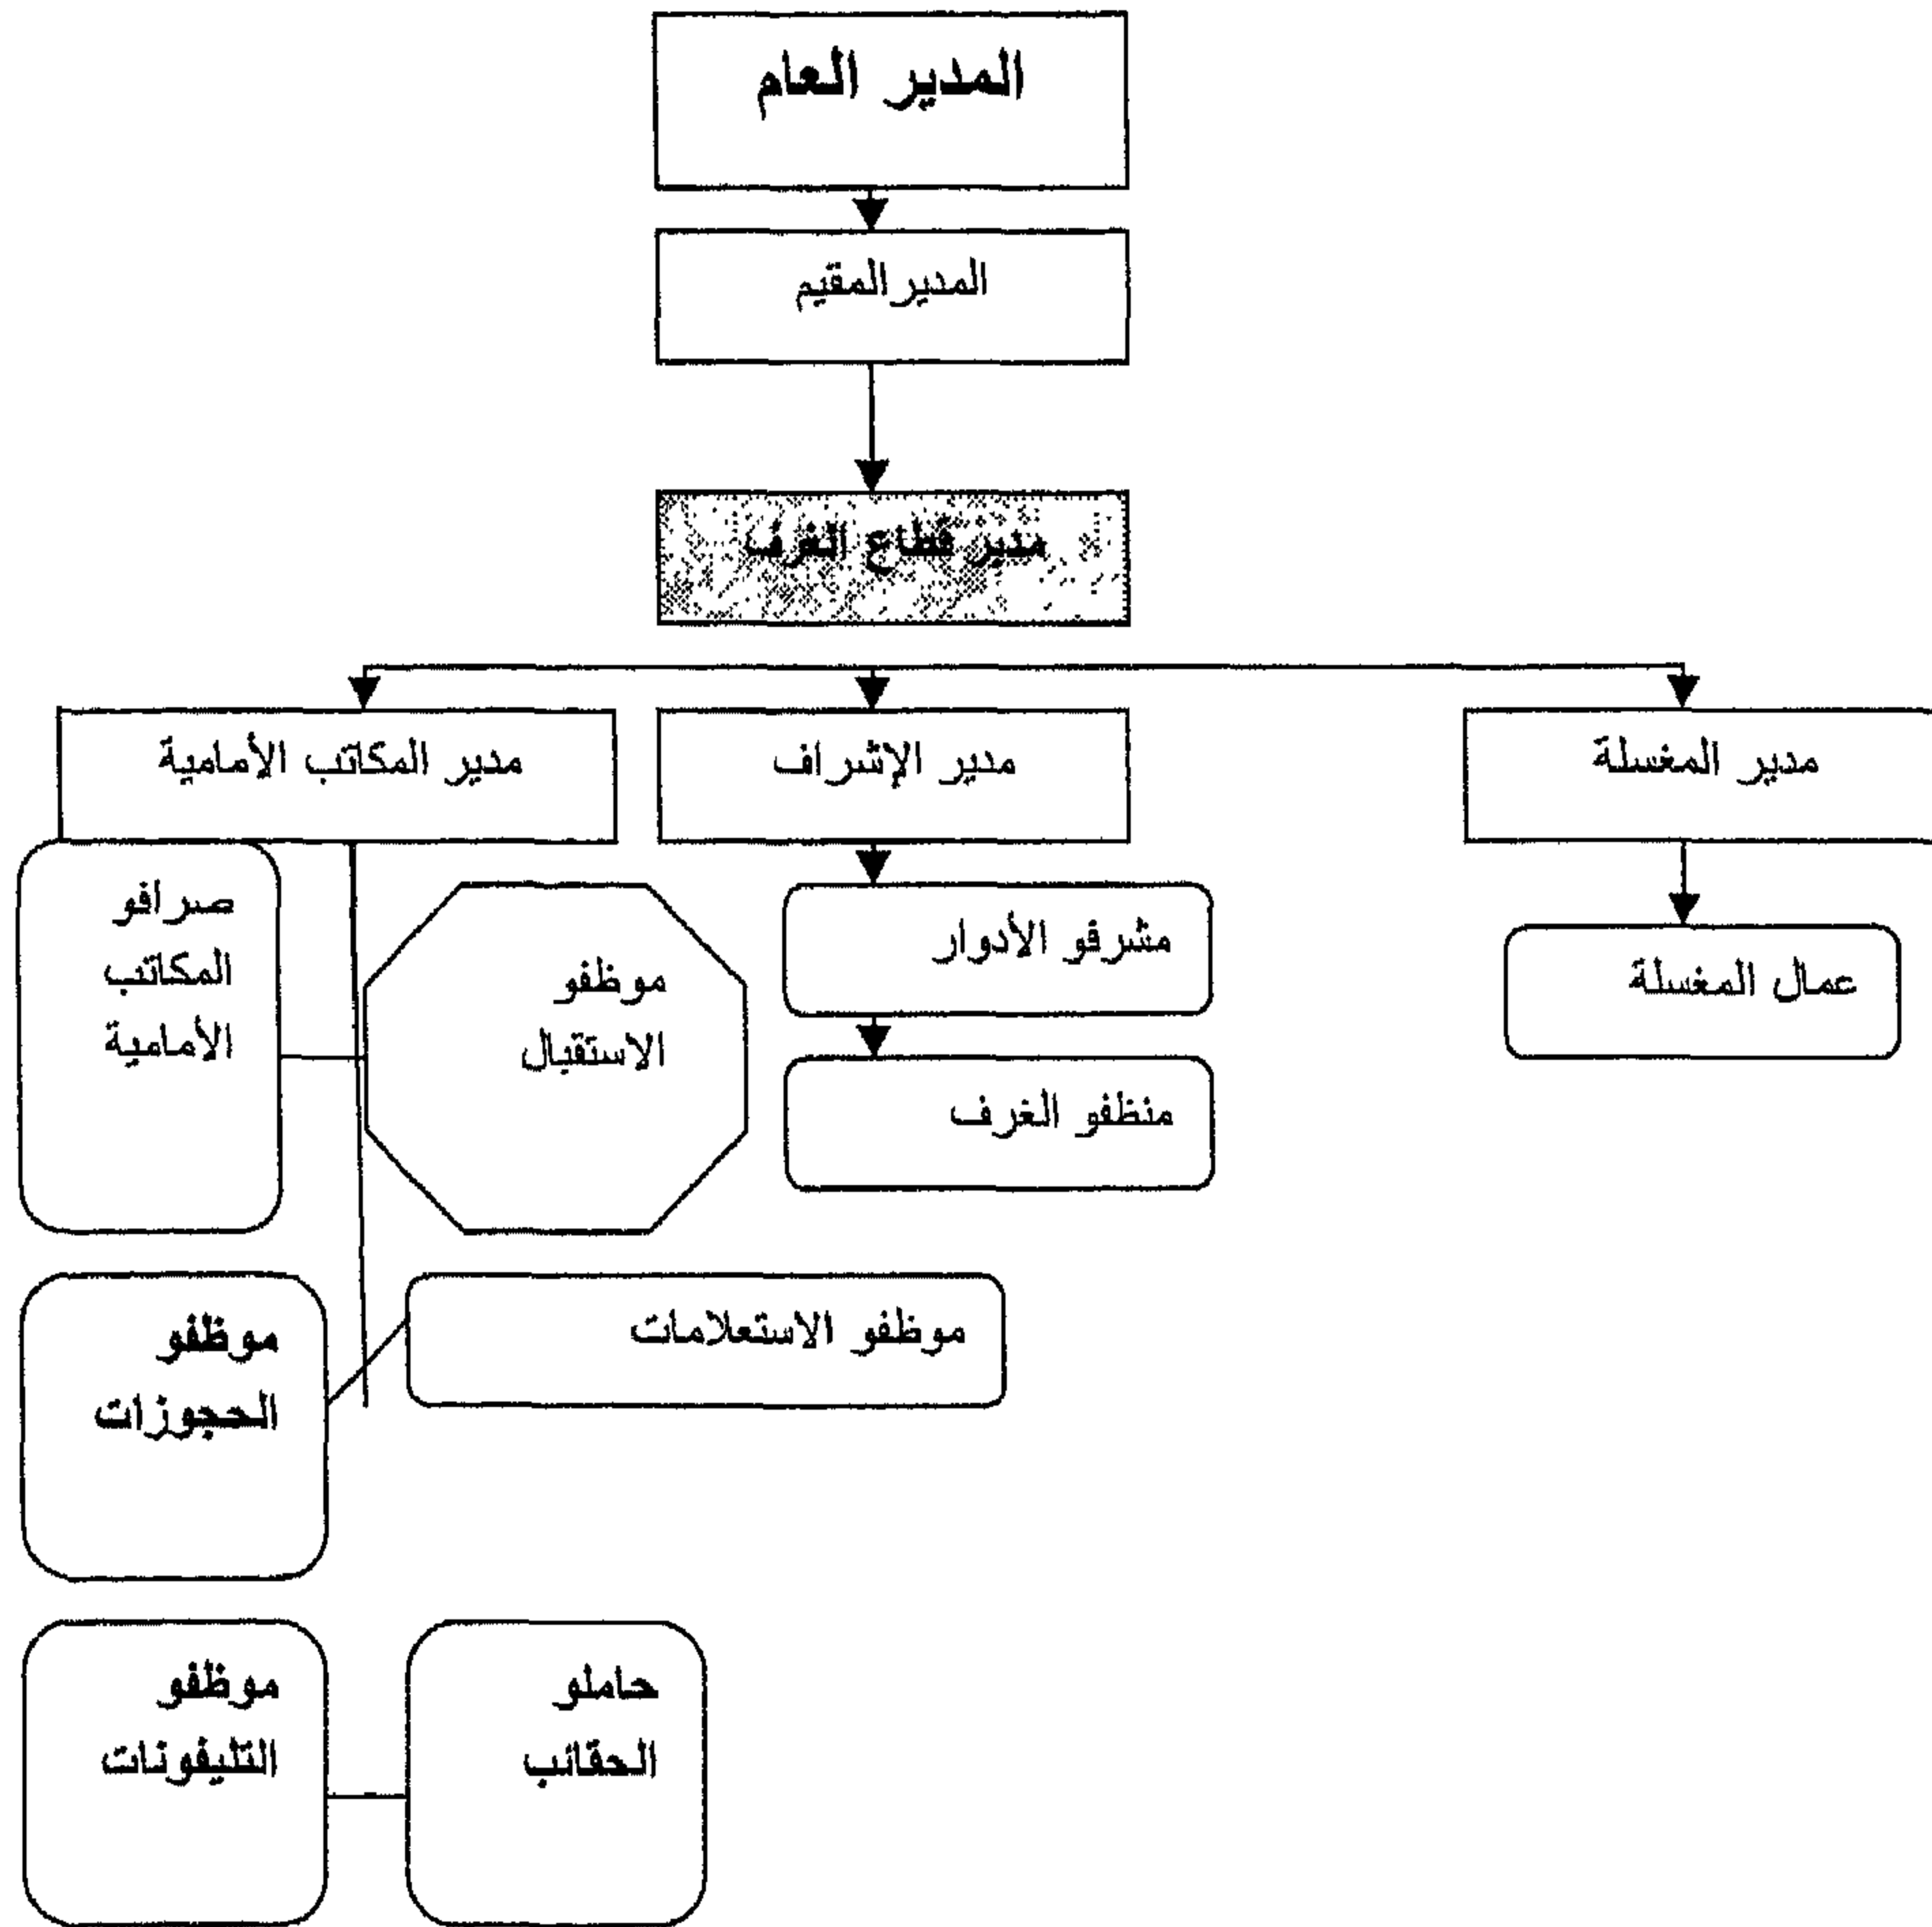 المدير العام
المدير المقيم
مدير قطاع الغرف
مدير المغسلة
مدير الإشراف
مدير المكاتب الأمامية
عمال المغسلة
مشرفو الأدوار
منظفو الغرف
موظفو
الاستقبال
صرافو
المكاتب
الأمامية
موظفو الاستعلامات
موظفو
الحجوزات
حاملو
الحقائب
موظفو
التليفونات